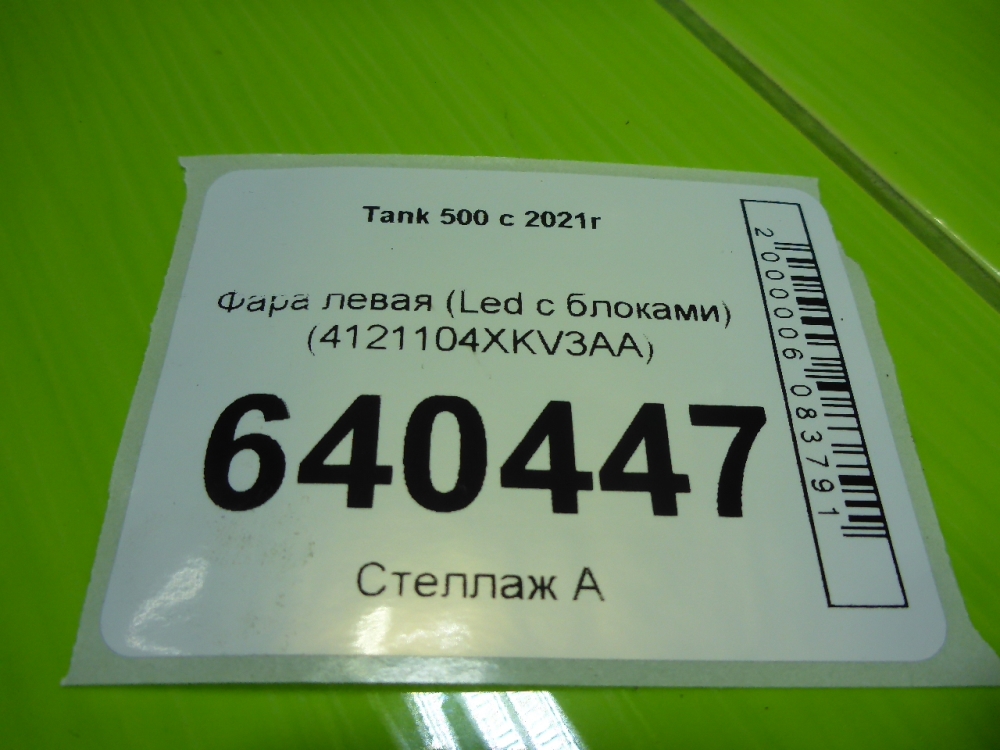 Tank 500 с 2021г
Фара левая (Led с блоками)
(4121104XKV3AA)
640447
Стеллаж А
2000006083791